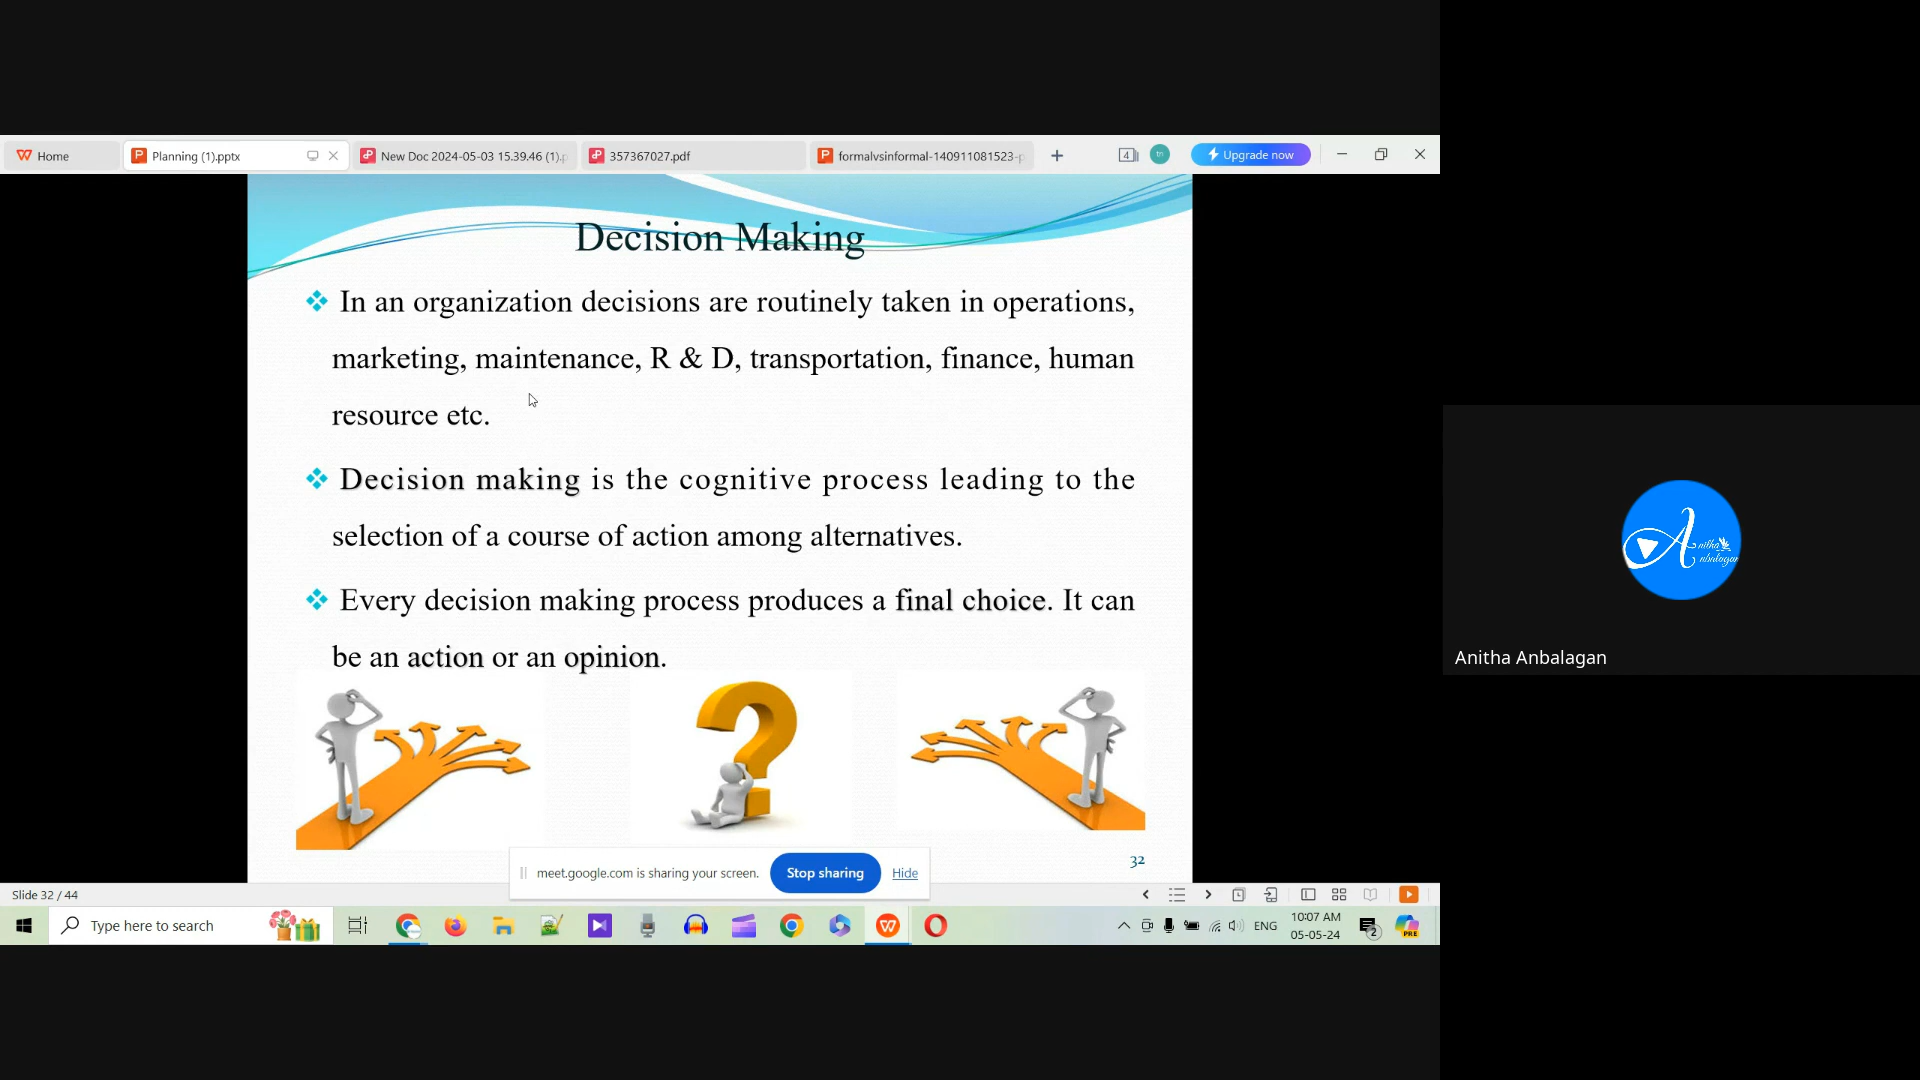 Home
Planning (1).pptx
New Doc 2024-05-03 15.39.46 (1).p
357367027.pdf
formalvsinformal-140911081523-p
4
Upgrade now
Decision Making
In an organization decisions are routinely taken in operations,
marketing, maintenance, R & D, transportation, finance, human
resource etc.
Decision making is the cognitive process leading to the
selection of a course of action among alternatives.
Every decision making process produces a final choice. It can
be an action or an opinion.
32
meet.google.com is sharing your screen.
Stop sharing
Hide
Slide 32 / 44
Type here to search
ENG
10:07 AM
05-05-24
2
PRE
Anitha
Anbalagan
Anitha Anbalagan